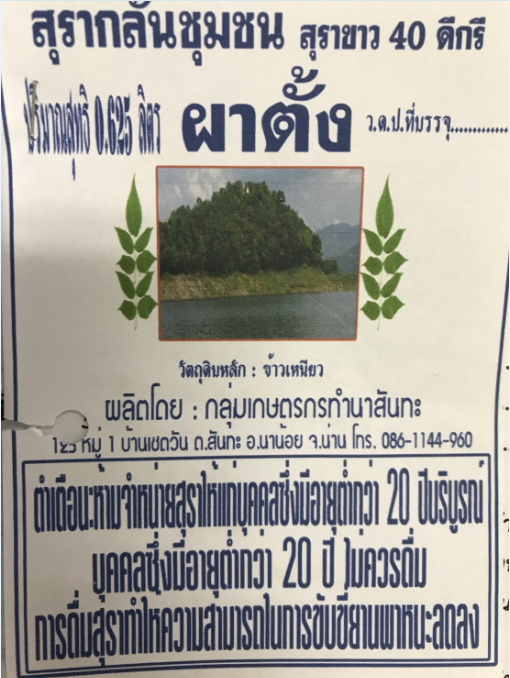 สุรากลั่นชุมชน สุราขาว 40 ดีกรี
ปริมาณสุทธิ 0.625 ลิตร ผาตั้ง ว.ด.ป.ที่บรรจุ............
วัตถุดิบหลัก : ข้าวเหนียว
ผลิตโดย : กลุ่มเกษตรกรทำนาสันทะ
123 หมู่ 1 บ้านเชตวัน ต.สันทะ อ.นาน้อย จ.น่าน โทร. 086-1144-960
คำเตือน:ห้ามจำหน่ายสุราให้แก่บุคคลซึ่งมีอายุต่ำกว่า 20 ปีบริบูรณ์
บุคคลซึ่งมีอายุต่ำกว่า 20 ปี ไม่ควรดื่ม
การดื่มสุราทำให้ความสามารถในการขับขี่ยานพาหนะลดลง